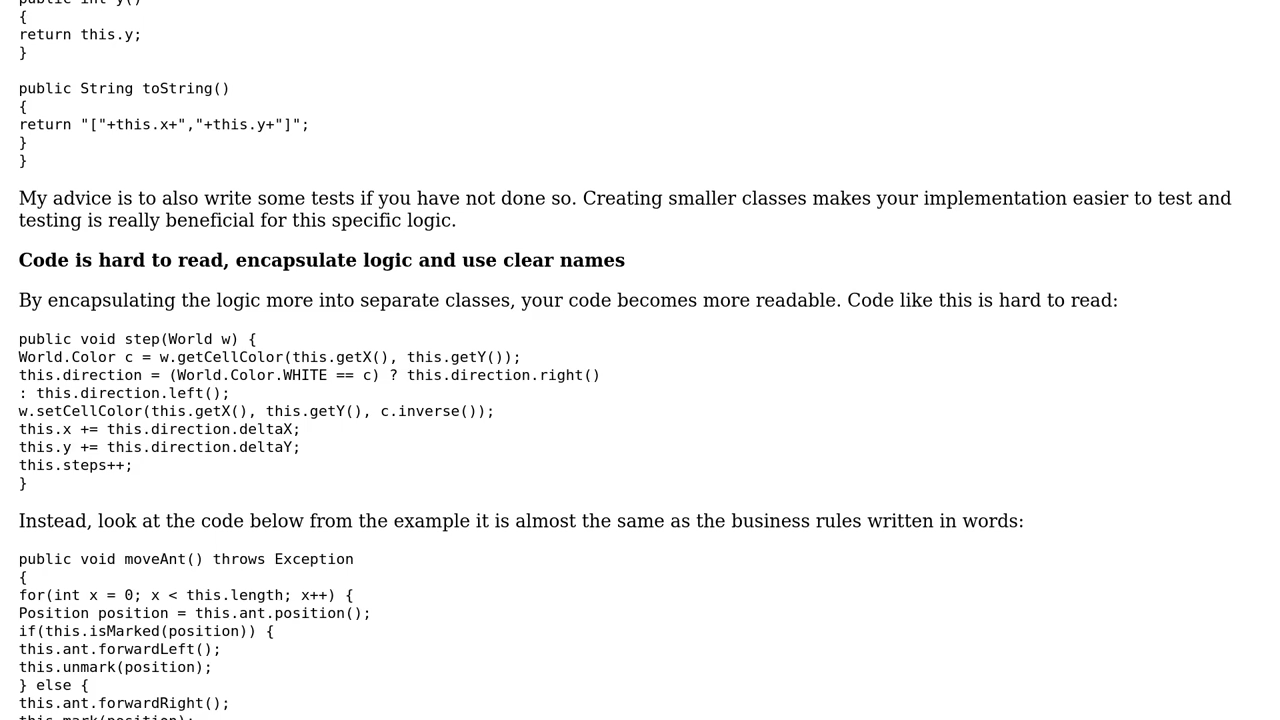 public int y()
{
return this.y;
}
public String toString()
{
return "["+this.x+","+this.y+"]";
}
}
My advice is to also write some tests if you have not done so. Creating smaller classes makes your implementation easier to test and
testing is really beneficial for this specific logic.
Code is hard to read, encapsulate logic and use clear names
By encapsulating the logic more into separate classes, your code becomes more readable. Code like this is hard to read:
public void step(World w) {
World.Color c = w.getCellColor(this.getX(), this.getY());
this.direction = (World.Color.WHITE == c) ? this.direction.right()
: this.direction.left();
w.setCellColor(this.getX(), this.getY(), c.inverse());
this.x += this.direction.deltaX;
this.y += this.direction.deltaY;
this.steps++;
}
Instead, look at the code below from the example it is almost the same as the business rules written in words:
public void moveAnt() throws Exception
{
for(int x = 0; x < this.length; x++) {
Position position = this.ant.position();
if(this.isMarked(position)) {
this.ant.forwardLeft();
this.unmark(position);
} else {
this.ant.forwardRight();
this.mark(position);